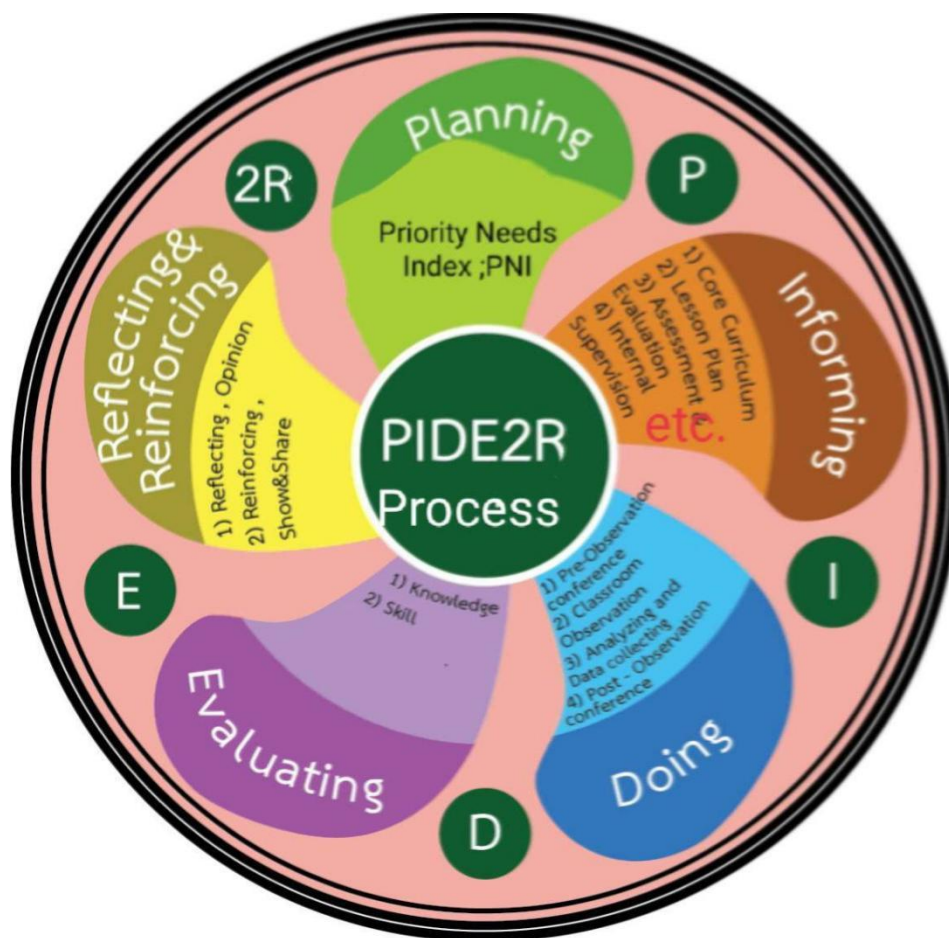 Planning
Priority Needs
Index ;PNI
P
Informing
1) Core Curriculum
2) Lesson Plan
3) Assessment &
Evaluation
4) Internal
Supervision
etc.
I
Doing
1) Pre-Observation
conference
2) Classroom
Observation
3) Analyzing and
Data collecting
4) Post - Observation
conference
D
Evaluating
1) Knowledge
2) Skill
E
Reflecting&
Reinforcing
1) Reflecting , Opinion
2) Reinforcing ,
Show&Share
2R
PIDE2R
Process